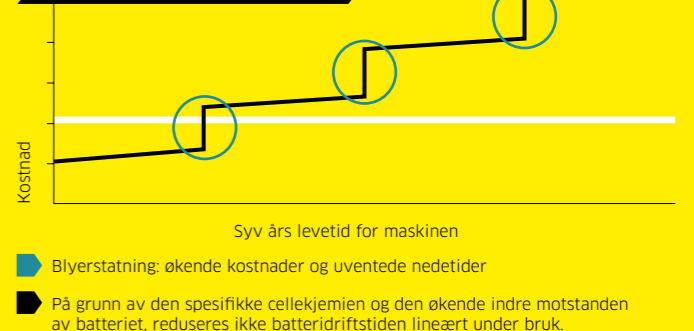 Kostnad
Syv års levetid for maskinen
Blyerstatning: økende kostnader og uventede nedetider
På grunn av den spesifikke cellekjemien og den økende indre motstanden
av batteriet, reduseres ikke batteridriftstiden lineært under bruk.